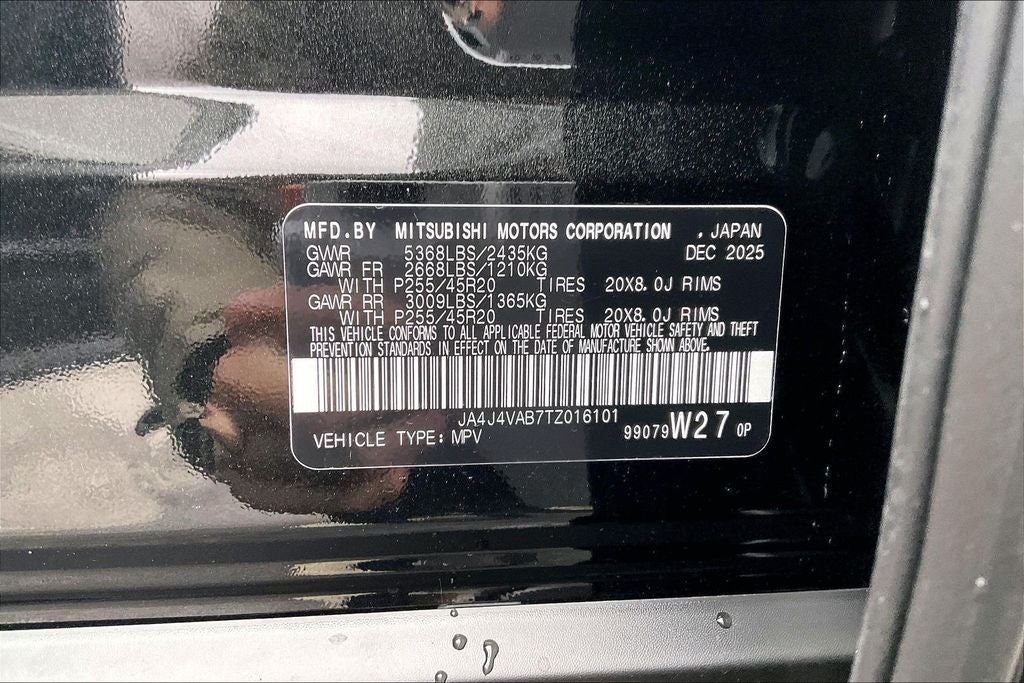 MFD.BY MITSUBISHI MOTORS CORPORATION , JAPAN
GVWR 5368LBS/2435KG DEC 2025
GAWR FR 2668LBS/1210KG
WITH P255/45R20 TIRES 20X8.0J RIMS
GAWR RR 3009LBS/1365KG
WITH P255/45R20 TIRES 20X8.0J RIMS
THIS VEHICLE CONFORMS TO ALL APPLICABLE FEDERAL MOTOR VEHICLE SAFETY AND THEFT
PREVENTION STANDARDS IN EFFECT ON THE DATE OF MANUFACTURE SHOWN ABOVE.
JA4J4VAB7TZ016101
VEHICLE TYPE: MPV 99079 W27 0P